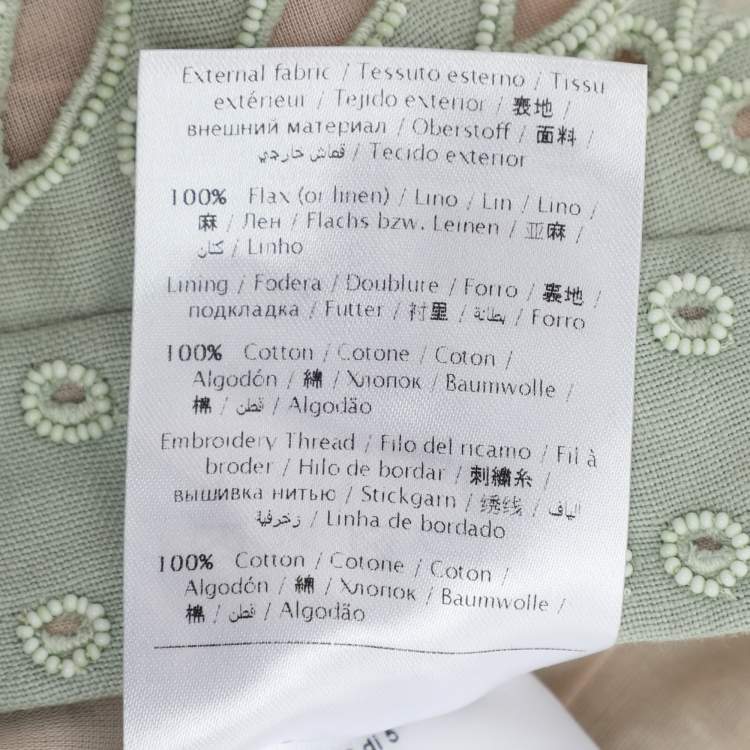 External fabric / Tessuto esterno / Tissu
extérieur / Tejido exterior / 表地 /
внешний материал / Oberstoff / 面料 /
قماش خارجي / Tecido exterior
100% Flax (or linen) / Lino / Lin / Lino /
麻 / Лен / Flachs bzw. Leinen / 亚麻 /
كتان / Linho
Lining / Fodera / Doublure / Forro / 裏地 /
подкладка / Futter / 衬里 / بطانة / Forro
100% Cotton / Cotone / Coton /
Algodón / 綿 / Хлопок / Baumwolle /
棉 / قطن / Algodão
Embroidery Thread / Filo del ricamo / Fil à
broder / Hilo de bordar / 刺繍糸 /
вышивка нитью / Stickgarn / 绣线 / الياف
زخرفية / Linha de bordado
100% Cotton / Cotone / Coton /
Algodón / 綿 / Хлопок / Baumwolle /
棉 / قطن / Algodão
di 5